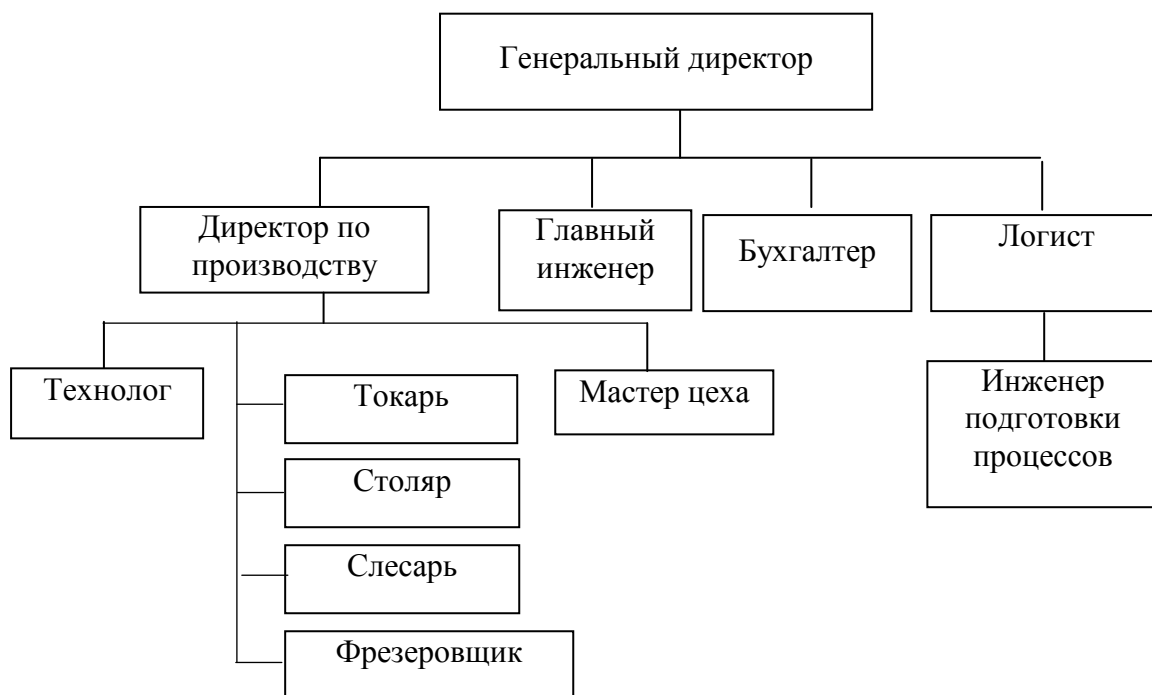 Генеральный директор
Директор по
производству
Главный
инженер
Бухгалтер
Логист
Технолог
Токарь
Столяр
Слесарь
Фрезеровщик
Мастер цеха
Инженер
подготовки
процессов